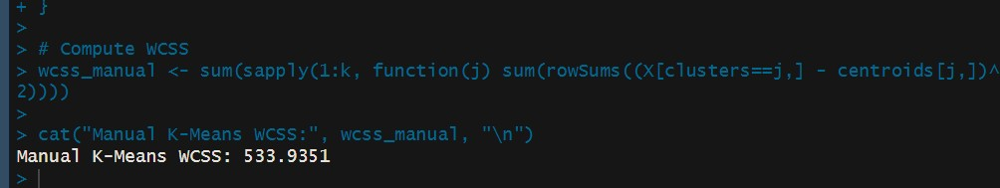 + }
>
> # Compute WCSS
> wcss_manual <- sum(sapply(1:k, function(j) sum(rowSums((X[clusters==j,] - centroids[j,])^
2))))
>
> cat("Manual K-Means WCSS:", wcss_manual, "\n")
Manual K-Means WCSS: 533.9351
>